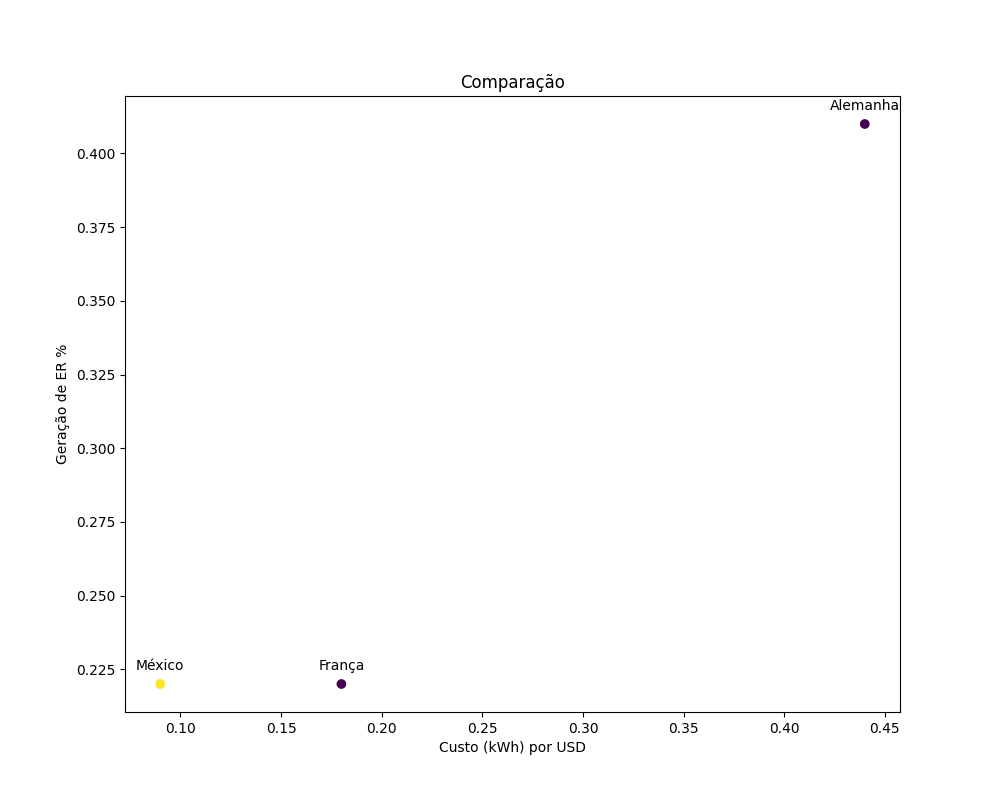 Comparação
Alemanha
0.400
0.375
0.350
0.325
Geração de ER %
0.300
0.275
0.250
0.225
México
França
0.10 0.15 0.20 0.25 0.30 0.35 0.40 0.45
Custo (kWh) por USD